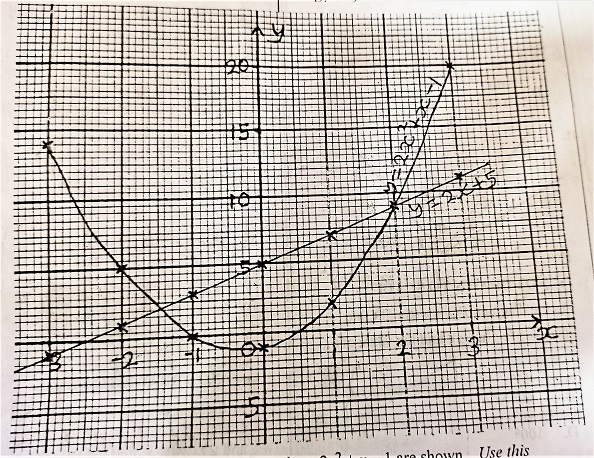 y
20
15
y = 2x² + x - 1
10
y = 2x + 5
5
-3 -2 -1 0 1 2 3 x
5
1 are shown. Use this